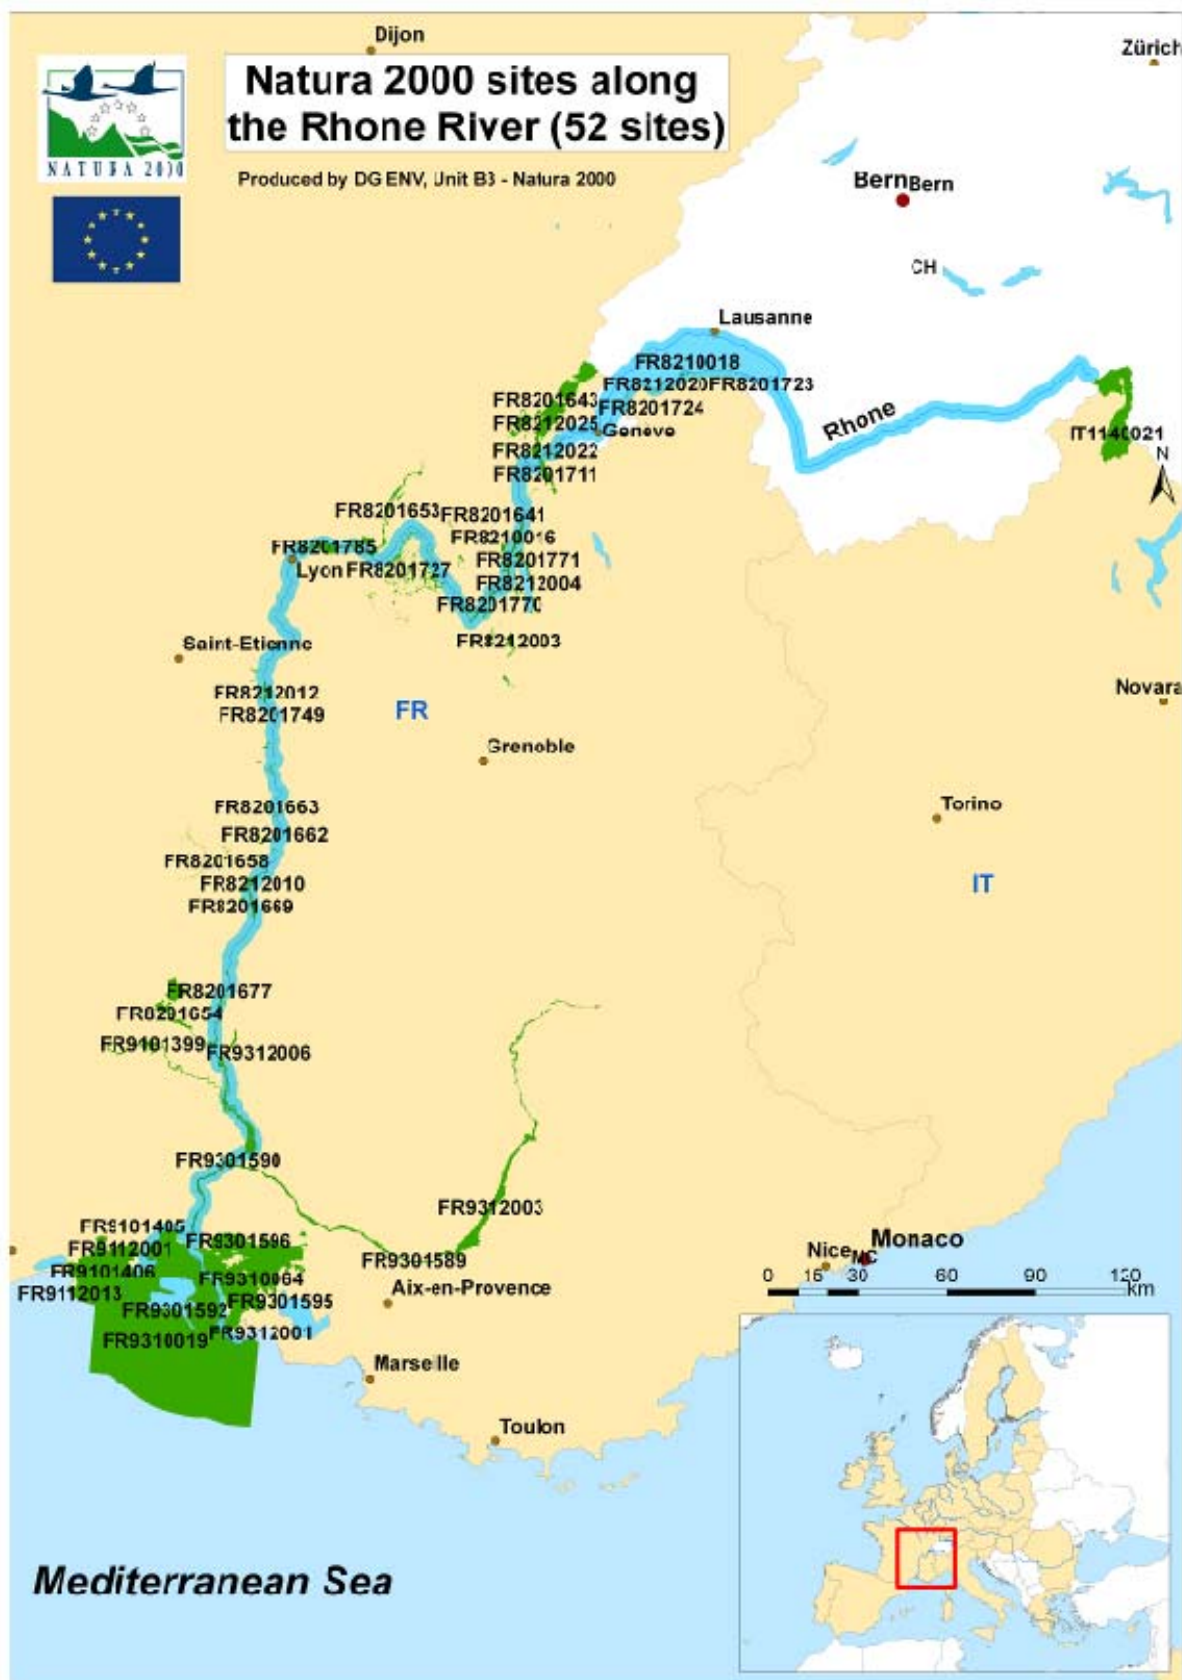 Dijon
Zürich
Natura 2000 sites along
the Rhone River (52 sites)
NATURA 2000
Produced by DG ENV, Unit B3 - Natura 2000
Bern Bern
CH
Lausanne
FR8210018
FR8212020 FR8201723
FR8201643
FR8201724
FR8212025
Geneve
Rhone
IT1140021
N
FR8212022
FR8201711
FR8201653
FR8201641
FR8210016
FR8201785
FR8201771
Lyon
FR8201727
FR8212004
FR8201770
FR8212003
Saint-Etienne
Novara
FR8212012
FR
FR8201749
Grenoble
FR8201663
Torino
FR8201662
FR8201658
FR8212010
IT
FR8201669
FR8201677
FR8201654
FR9101399
FR9312006
FR9301590
FR9312003
FR9101405
FR9301596
FR9112001
Monaco
Nice
MC
FR9301589
FR9101406
FR9310064
0 15 30 60 90 120
km
FR9112013
Aix-en-Provence
FR9301592
FR9301595
FR9310019
FR9312001
Marseille
Toulon
Mediterranean Sea